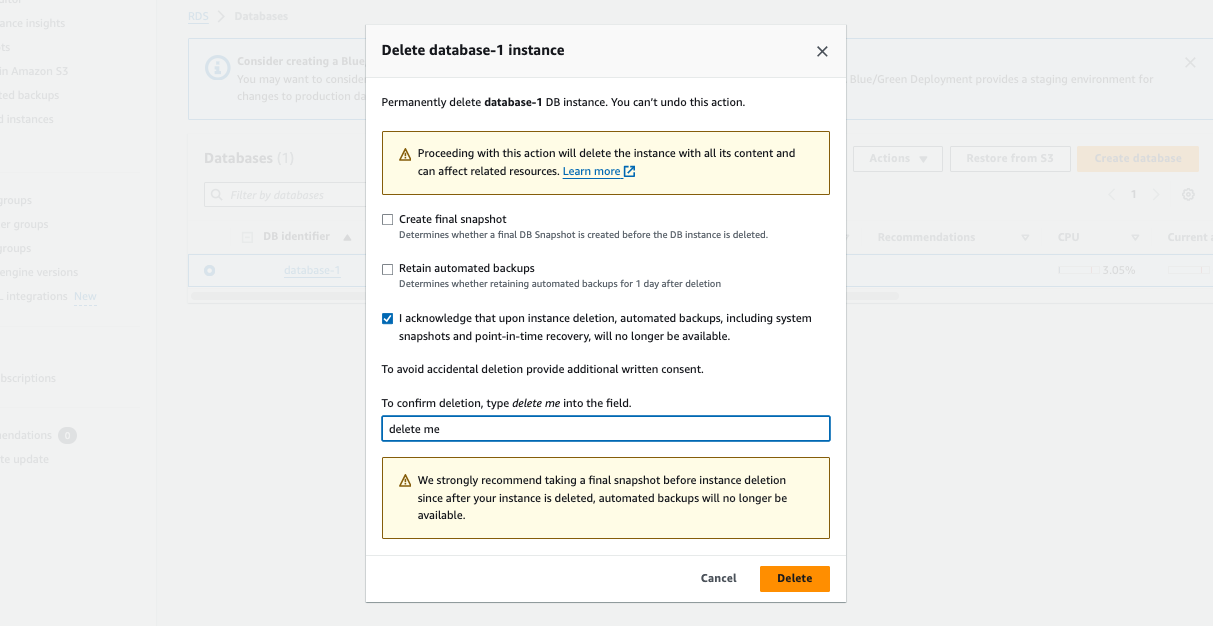 RDS > Databases
ance insights
ts
in Amazon S3
ted backups
d instances
groups
er groups
groups
engine versions
L integrations New
bscriptions
endations 0
te update
Consider creating a Blue/
You may want to conside
changes to production da
Blue/Green Deployment provides a staging environment for
Databases (1)
Actions
Restore from S3
Create database
Filter by databases
1
DB identifier
Recommendations
CPU
Current
database-1
3.05%
Delete database-1 instance
Permanently delete database-1 DB instance. You can't undo this action.
Proceeding with this action will delete the instance with all its content and
can affect related resources. Learn more
Create final snapshot
Determines whether a final DB Snapshot is created before the DB instance is deleted.
Retain automated backups
Determines whether retaining automated backups for 1 day after deletion
I acknowledge that upon instance deletion, automated backups, including system
snapshots and point-in-time recovery, will no longer be available.
To avoid accidental deletion provide additional written consent.
To confirm deletion, type delete me into the field.
delete me
We strongly recommend taking a final snapshot before instance deletion
since after your instance is deleted, automated backups will no longer be
available.
Cancel
Delete